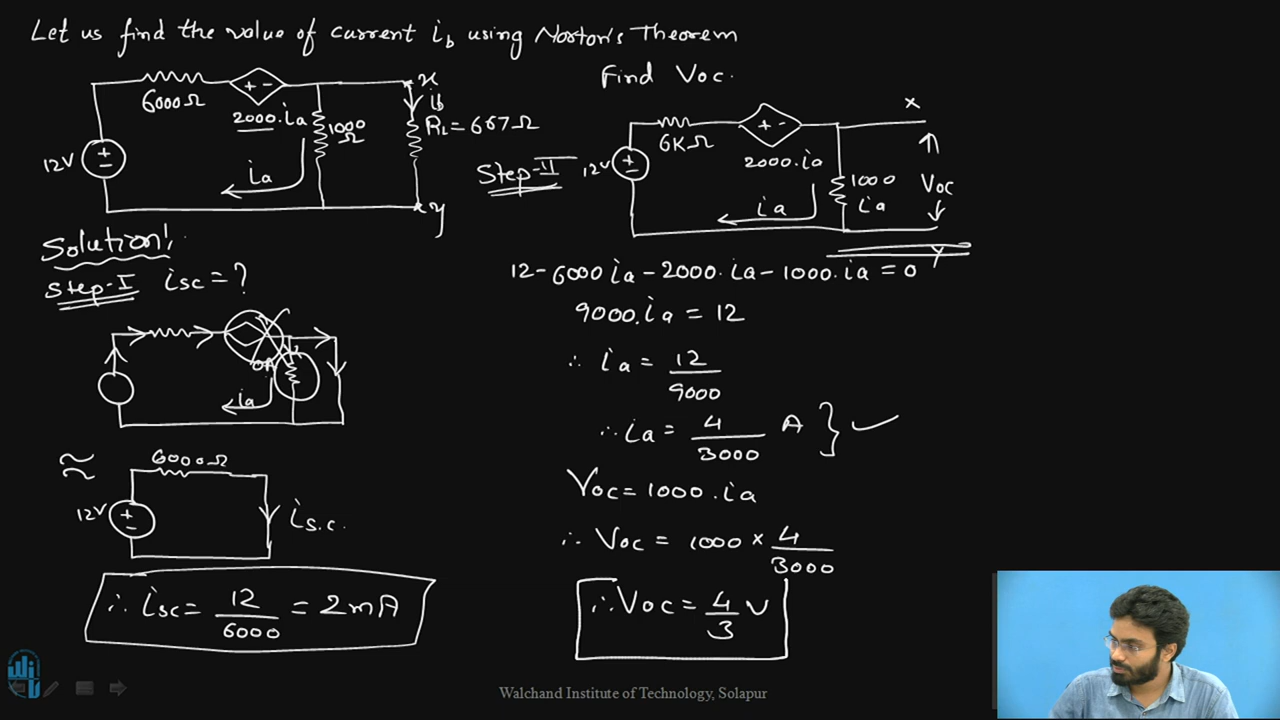 Let us find the value of current ib using Norton's Theorem
6000Ω
+ -
2000.ia
1000
Ω
x
ib
RL = 667Ω
12V
+
-
ia
y
Solution:
Step-I isc = ?
0A
ia
≈
6000Ω
12V
+
-
is.c.
∴ isc = 12/6000 = 2mA
Find Voc.
Step-II
6KΩ
+ -
2000.ia
x
12V
+
-
1000
ia
Voc
ia
y
12 - 6000 ia - 2000. ia - 1000. ia = 0
9000. ia = 12
∴ ia = 12/9000
∴ ia = 4/3000 A } ✓
Voc = 1000 . ia
∴ Voc = 1000 × 4/3000
∴ Voc = 4/3 V
Walchand Institute of Technology, Solapur